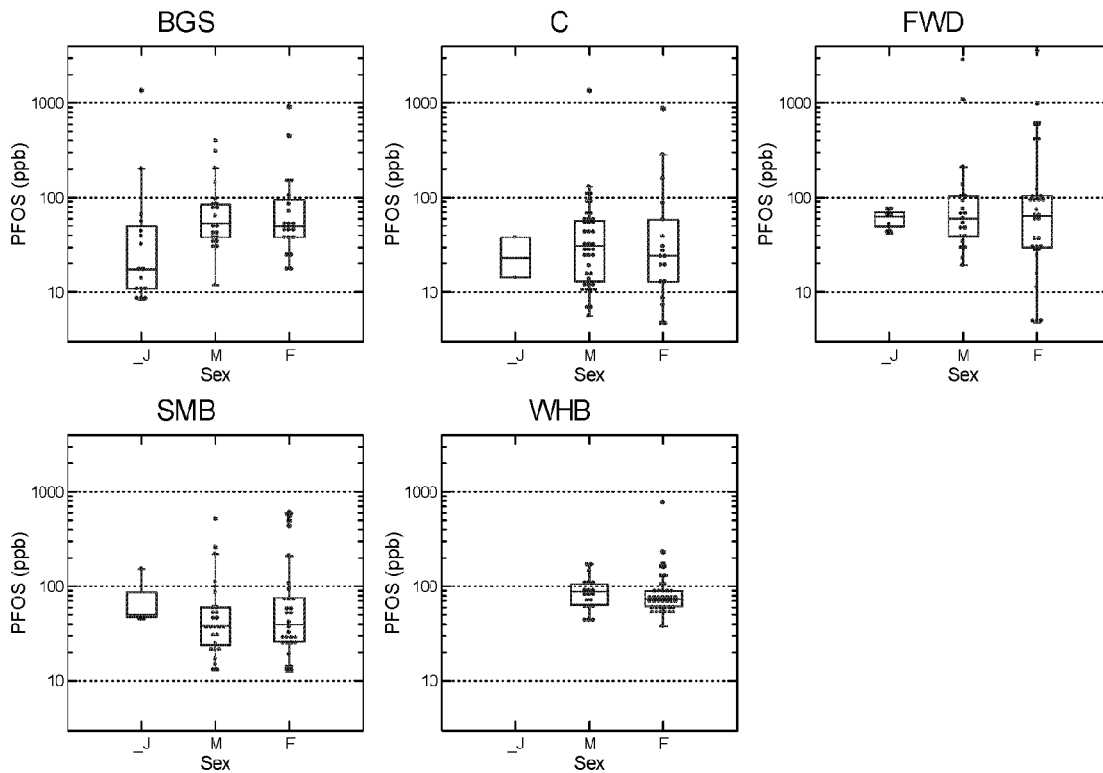 BGS
C
FWD
PFOS (ppb)
1000
100
10
_J M F
Sex
PFOS (ppb)
1000
100
10
_J M F
Sex
PFOS (ppb)
1000
100
10
_J M F
Sex
SMB
WHB
PFOS (ppb)
1000
100
10
_J M F
Sex
PFOS (ppb)
1000
100
10
_J M F
Sex